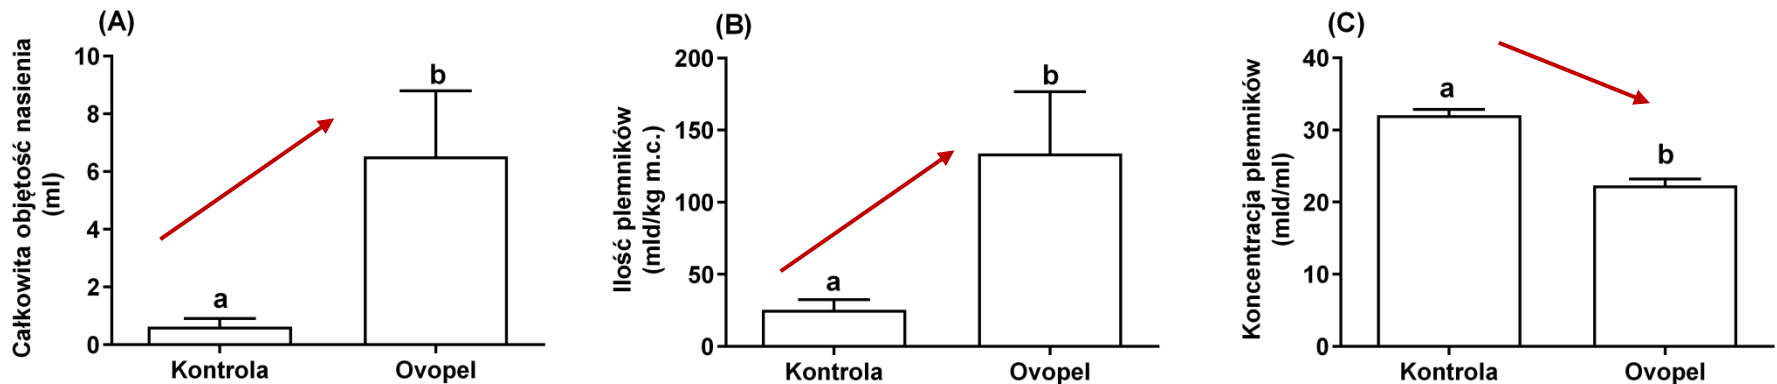 (A)
Całkowita objętość nasienia
(ml)
10
8
6
4
2
0
a
b
Kontrola
Ovopel
(B)
Ilość plemników
(mld/kg m.c.)
200
150
100
50
0
a
b
Kontrola
Ovopel
(C)
Koncentracja plemników
(mld/ml)
40
30
20
10
0
a
b
Kontrola
Ovopel